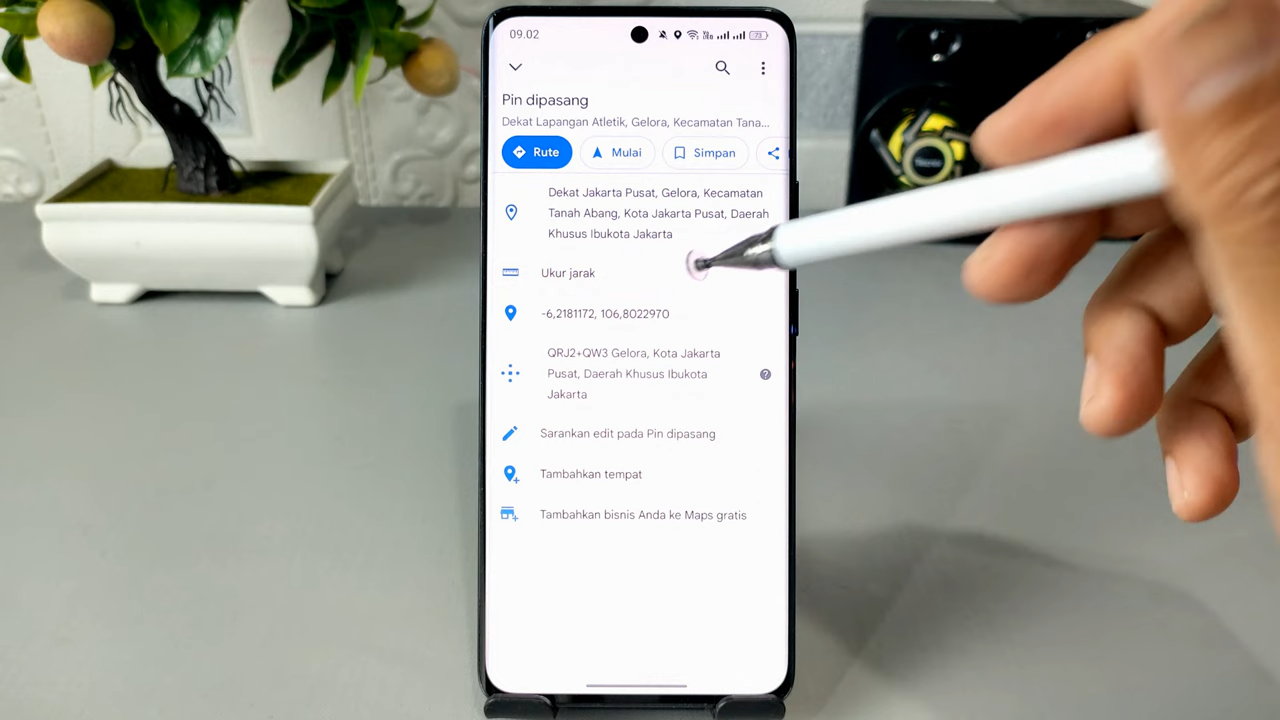 09.02
73
Pin dipasang
Dekat Lapangan Atletik, Gelora, Kecamatan Tana...
Rute
Mulai
Simpan
Dekat Jakarta Pusat, Gelora, Kecamatan
Tanah Abang, Kota Jakarta Pusat, Daerah
Khusus Ibukota Jakarta
Ukur jarak
-6,2181172, 106,8022970
QRJ2+QW3 Gelora, Kota Jakarta
Pusat, Daerah Khusus Ibukota
Jakarta
Sarankan edit pada Pin dipasang
Tambahkan tempat
Tambahkan bisnis Anda ke Maps gratis